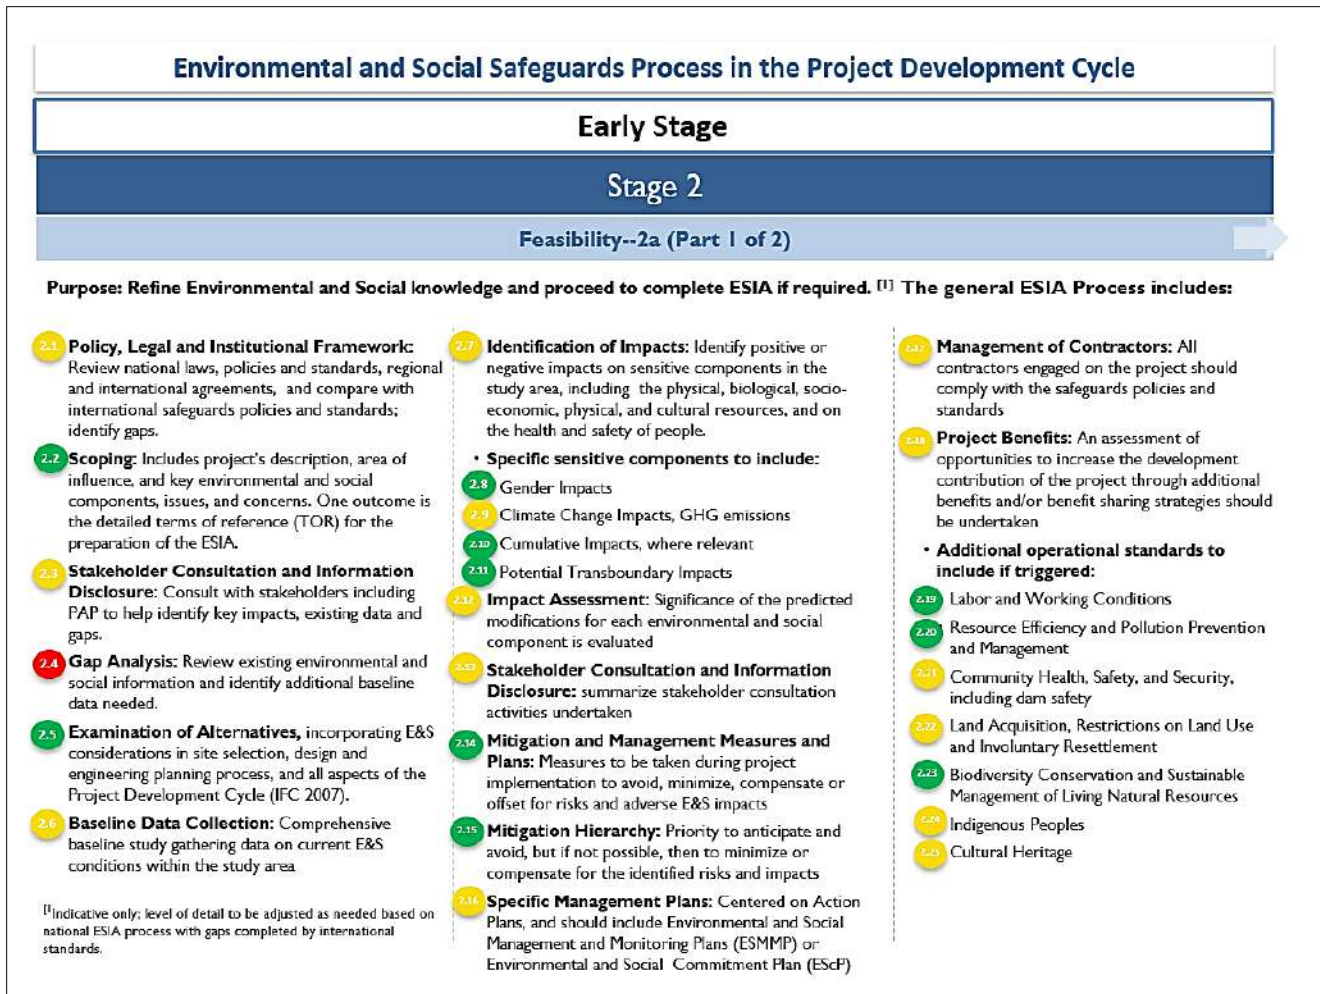 Environmental and Social Safeguards Process in the Project Development Cycle
Early Stage
Stage 2
Feasibility--2a (Part 1 of 2)
Purpose: Refine Environmental and Social knowledge and proceed to complete ESIA if required. [1] The general ESIA Process includes:
2.1 Policy, Legal and Institutional Framework:
Review national laws, policies and standards, regional
and international agreements, and compare with
international safeguards policies and standards;
identify gaps.
2.2 Scoping: Includes project's description, area of
influence, and key environmental and social
components, issues, and concerns. One outcome is
the detailed terms of reference (TOR) for the
preparation of the ESIA.
2.3 Stakeholder Consultation and Information
Disclosure: Consult with stakeholders including
PAP to help identify key impacts, existing data and
gaps.
2.4 Gap Analysis: Review existing environmental and
social information and identify additional baseline
data needed.
2.5 Examination of Alternatives, incorporating E&S
considerations in site selection, design and
engineering planning process, and all aspects of the
Project Development Cycle (IFC 2007).
2.6 Baseline Data Collection: Comprehensive
baseline study gathering data on current E&S
conditions within the study area
[1]Indicative only; level of detail to be adjusted as needed based on
national ESIA process with gaps completed by international
standards.
2.7 Identification of Impacts: Identify positive or
negative impacts on sensitive components in the
study area, including the physical, biological, socio-
economic, physical, and cultural resources, and on
the health and safety of people.
• Specific sensitive components to include:
2.8 Gender Impacts
2.9 Climate Change Impacts, GHG emissions
2.10 Cumulative Impacts, where relevant
2.11 Potential Transboundary Impacts
2.12 Impact Assessment: Significance of the predicted
modifications for each environmental and social
component is evaluated
2.13 Stakeholder Consultation and Information
Disclosure: summarize stakeholder consultation
activities undertaken
2.14 Mitigation and Management Measures and
Plans: Measures to be taken during project
implementation to avoid, minimize, compensate or
offset for risks and adverse E&S impacts
2.15 Mitigation Hierarchy: Priority to anticipate and
avoid, but if not possible, then to minimize or
compensate for the identified risks and impacts
2.16 Specific Management Plans: Centered on Action
Plans, and should include Environmental and Social
Management and Monitoring Plans (ESMMP) or
Environmental and Social Commitment Plan (EScP)
2.17 Management of Contractors: All
contractors engaged on the project should
comply with the safeguards policies and
standards
2.18 Project Benefits: An assessment of
opportunities to increase the development
contribution of the project through additional
benefits and/or benefit sharing strategies should
be undertaken
• Additional operational standards to
include if triggered:
2.19 Labor and Working Conditions
2.20 Resource Efficiency and Pollution Prevention
and Management
2.21 Community Health, Safety, and Security,
including dam safety
2.22 Land Acquisition, Restrictions on Land Use
and Involuntary Resettlement
2.23 Biodiversity Conservation and Sustainable
Management of Living Natural Resources
2.24 Indigenous Peoples
2.25 Cultural Heritage